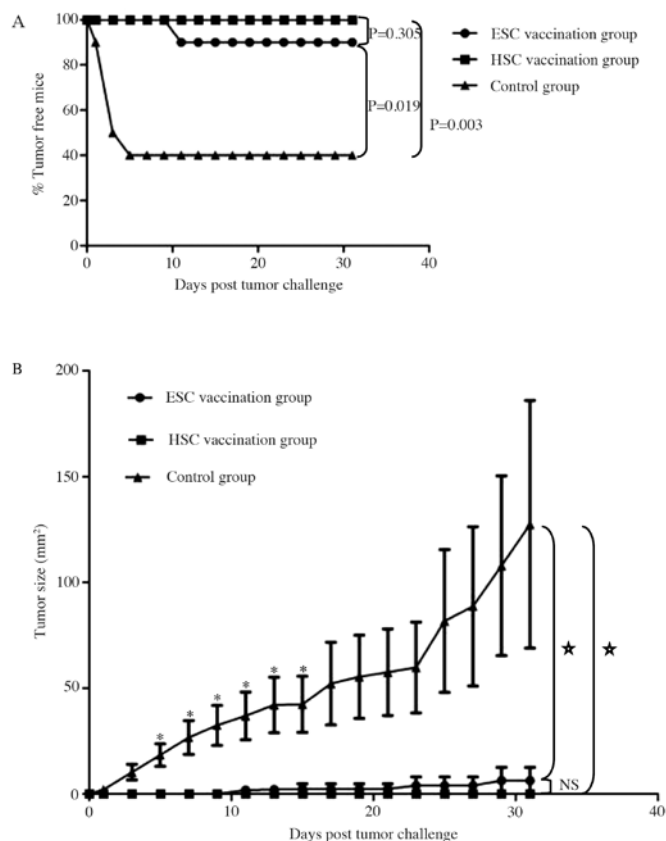 A
100
80
60
40
20
0
% Tumor free mice
0 10 20 30 40
Days post tumor challenge
P=0.305
P=0.019
P=0.003
ESC vaccination group
HSC vaccination group
Control group
B
200
150
100
50
0
Tumor size (mm²)
ESC vaccination group
HSC vaccination group
Control group
* * * * * *
NS
0 10 20 30 40
Days post tumor challenge